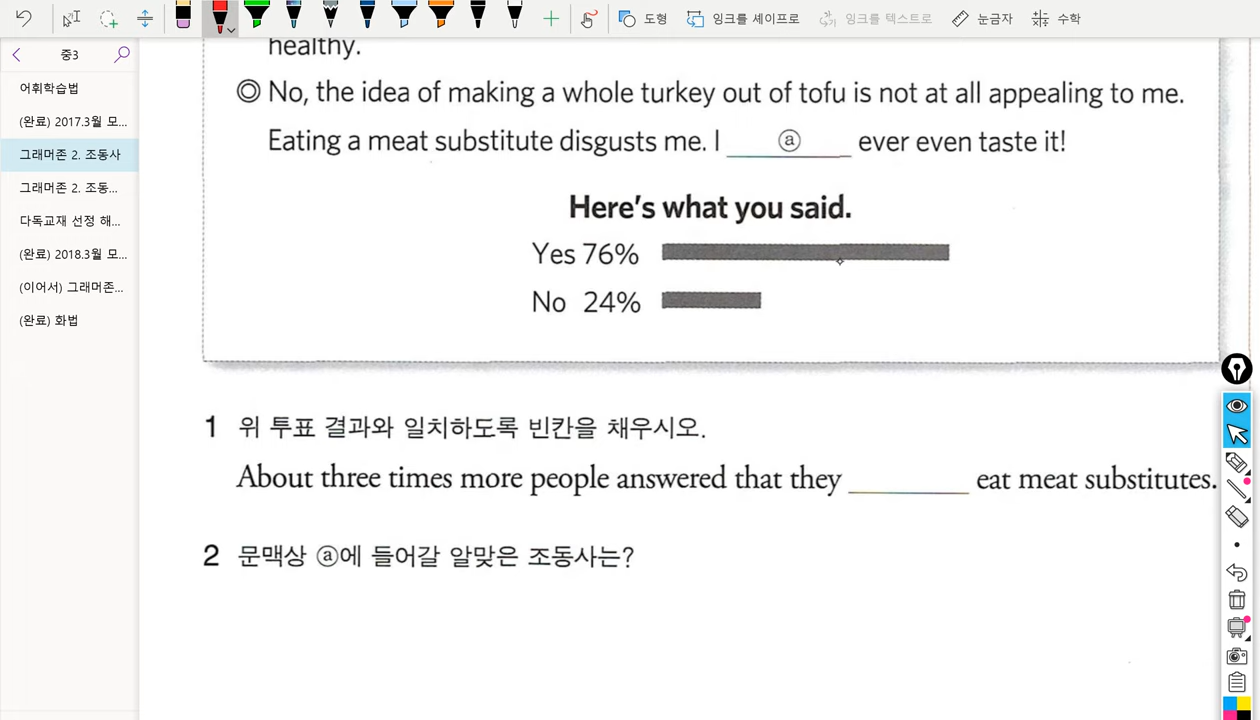 도형
잉크를 셰이프로
잉크를 텍스트로
눈금자
수학
중3
어휘학습법
(완료) 2017.3월 모...
그래머존 2. 조동사
그래머존 2. 조동...
다독교재 선정 해...
(완료) 2018.3월 모...
(이어서) 그래머존...
(완료) 화법
healthy.
◎ No, the idea of making a whole turkey out of tofu is not at all appealing to me.
Eating a meat substitute disgusts me. I ⓐ ever even taste it!
Here's what you said.
Yes 76%
No 24%
1 위 투표 결과와 일치하도록 빈칸을 채우시오.
About three times more people answered that they ________ eat meat substitutes.
2 문맥상 ⓐ에 들어갈 알맞은 조동사는?